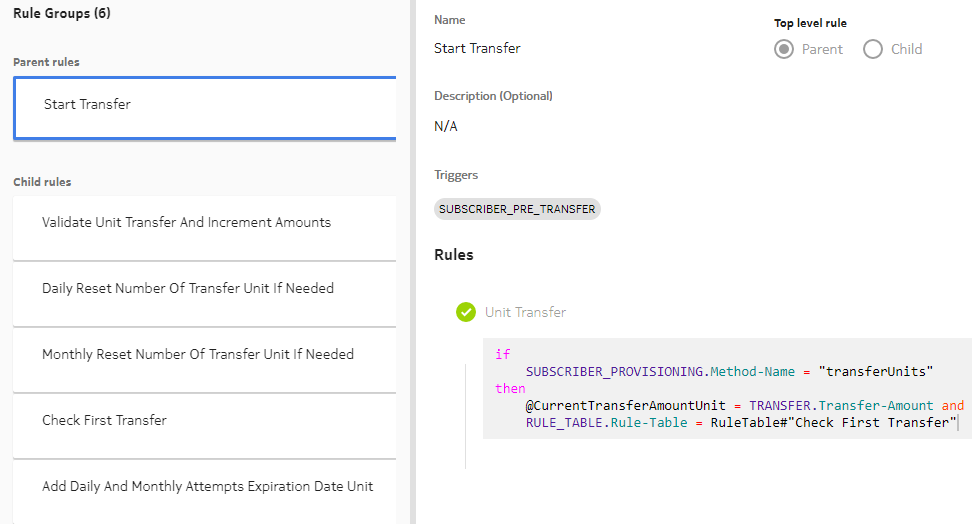 Rule Groups (6)
Parent rules
Start Transfer
Child rules
Validate Unit Transfer And Increment Amounts
Daily Reset Number Of Transfer Unit If Needed
Monthly Reset Number Of Transfer Unit If Needed
Check First Transfer
Add Daily And Monthly Attempts Expiration Date Unit
Name
Start Transfer
Top level rule
Parent
Child
Description (Optional)
N/A
Triggers
SUBSCRIBER_PRE_TRANSFER
Rules
Unit Transfer
if
SUBSCRIBER_PROVISIONING.Method-Name = "transferUnits"
then
@CurrentTransferAmountUnit = TRANSFER.Transfer-Amount and
RULE_TABLE.Rule-Table = RuleTable#"Check First Transfer"